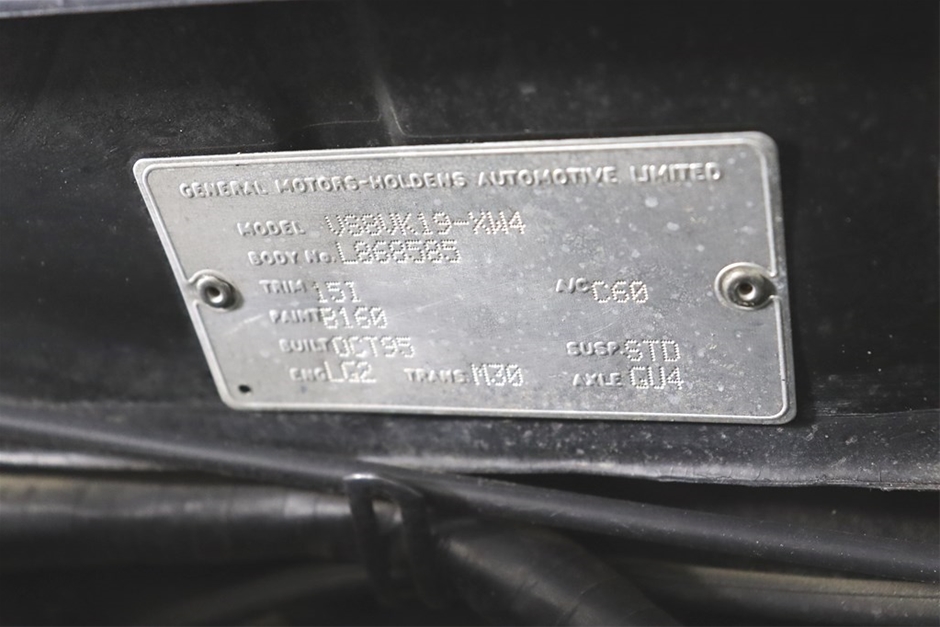 GENERAL MOTORS-HOLDENS AUTOMOTIVE LIMITED
MODEL V88VK19-XW4
BODY No. L868585
TRIM 151 A/C C60
PAINT B160
BUILT OCT95 SUSP. STD
ENG LG2 TRANS M30 AXLE GU4